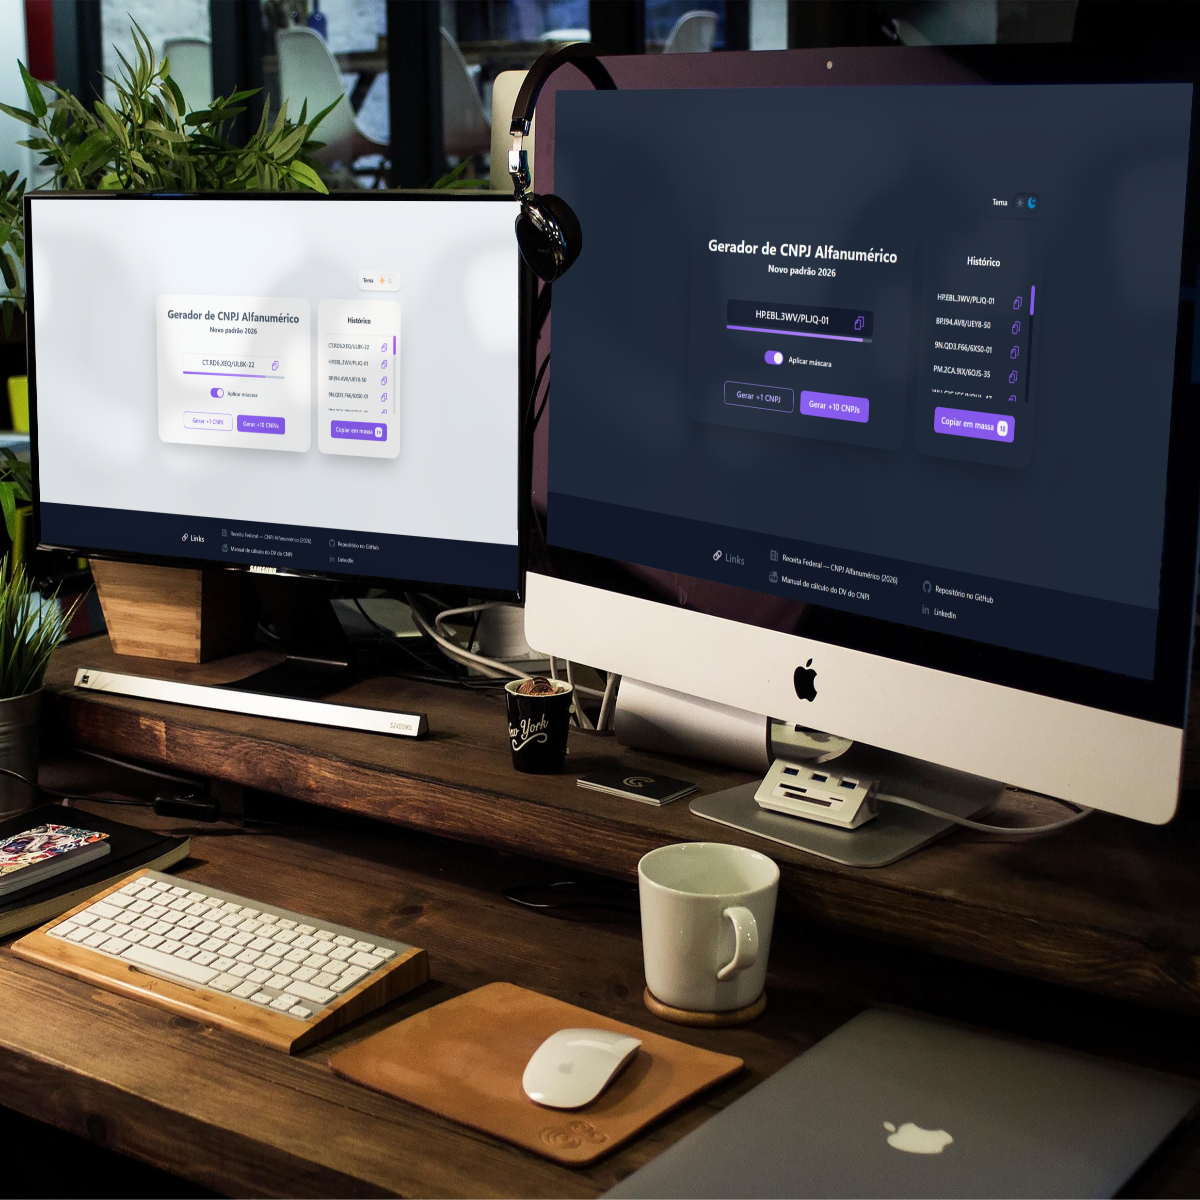 Tema
Gerador de CNPJ Alfanumérico
Novo padrão 2026
CT.RD6.XEQ/ULBK-22
Aplicar máscara
Gerar +1 CNPJ
Gerar +10 CNPJs
Histórico
CT.RD6.XEQ/ULBK-22
HP.EBL.3WV/PLJQ-01
BP.I94.AV8/UEY8-50
9N.QD3.F66/6XS0-01
Copiar em massa
Links
Receita Federal — CNPJ Alfanumérico (2026)
Manual de cálculo do DV do CNPJ
Repositório no GitHub
LinkedIn
SAMSUNG
Tema
Gerador de CNPJ Alfanumérico
Novo padrão 2026
HP.EBL.3WV/PLJQ-01
Aplicar máscara
Gerar +1 CNPJ
Gerar +10 CNPJs
Histórico
HP.EBL.3WV/PLJQ-01
BP.I94.AV8/UEY8-50
9N.QD3.F66/6XS0-01
PM.2CA.9IX/6OJS-35
Copiar em massa 18
Links
Receita Federal — CNPJ Alfanumérico (2026)
Manual de cálculo do DV do CNPJ
Repositório no GitHub
LinkedIn
New York